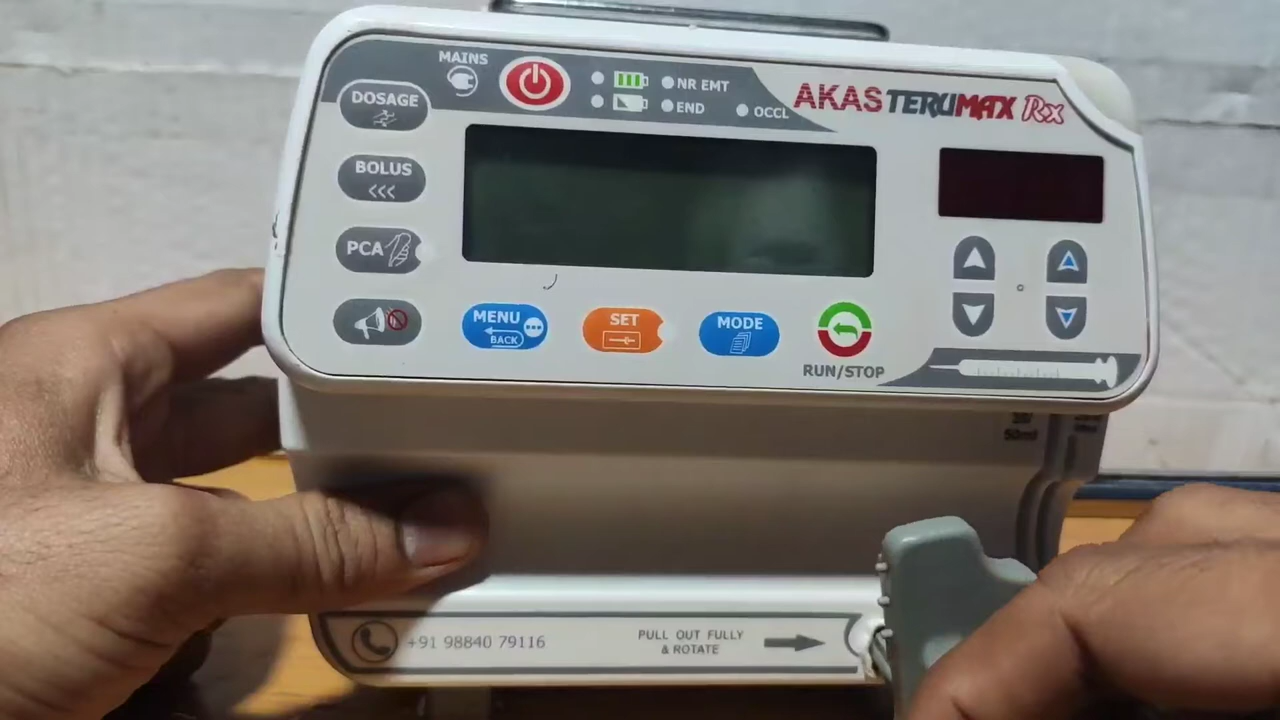 MAINS
DOSAGE
NR EMT
END
OCCL
AKAS TERUMAX Rx
BOLUS
PCA
MENU
BACK
SET
MODE
RUN/STOP
50ml
+91 98840 79116
PULL OUT FULLY
& ROTATE